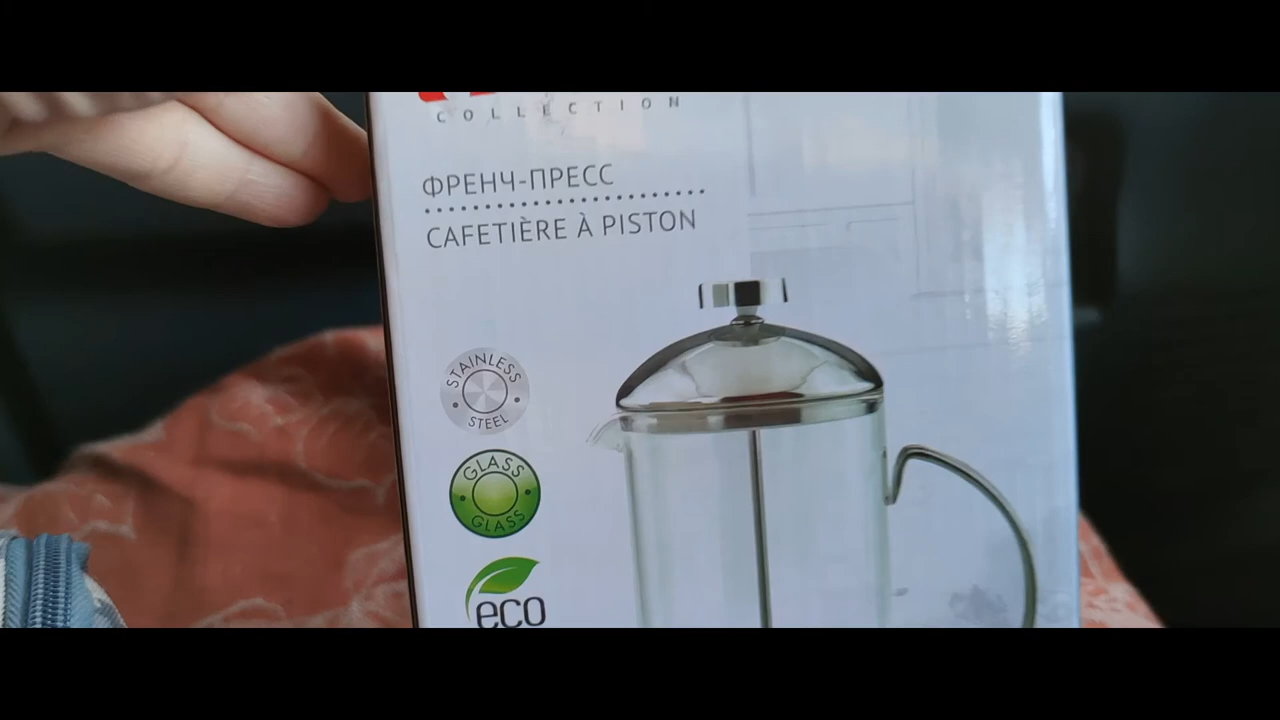 COLLECTION
ФРЕНЧ-ПРЕСС
CAFETIÈRE À PISTON
STAINLESS
STEEL
GLASS
GLASS
eco